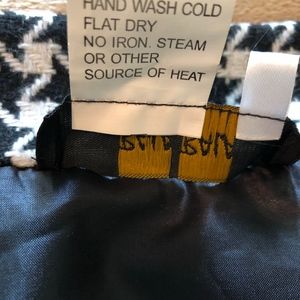 HAND WASH COLD
FLAT DRY
NO IRON. STEAM
OR OTHER
SOURCE OF HEAT